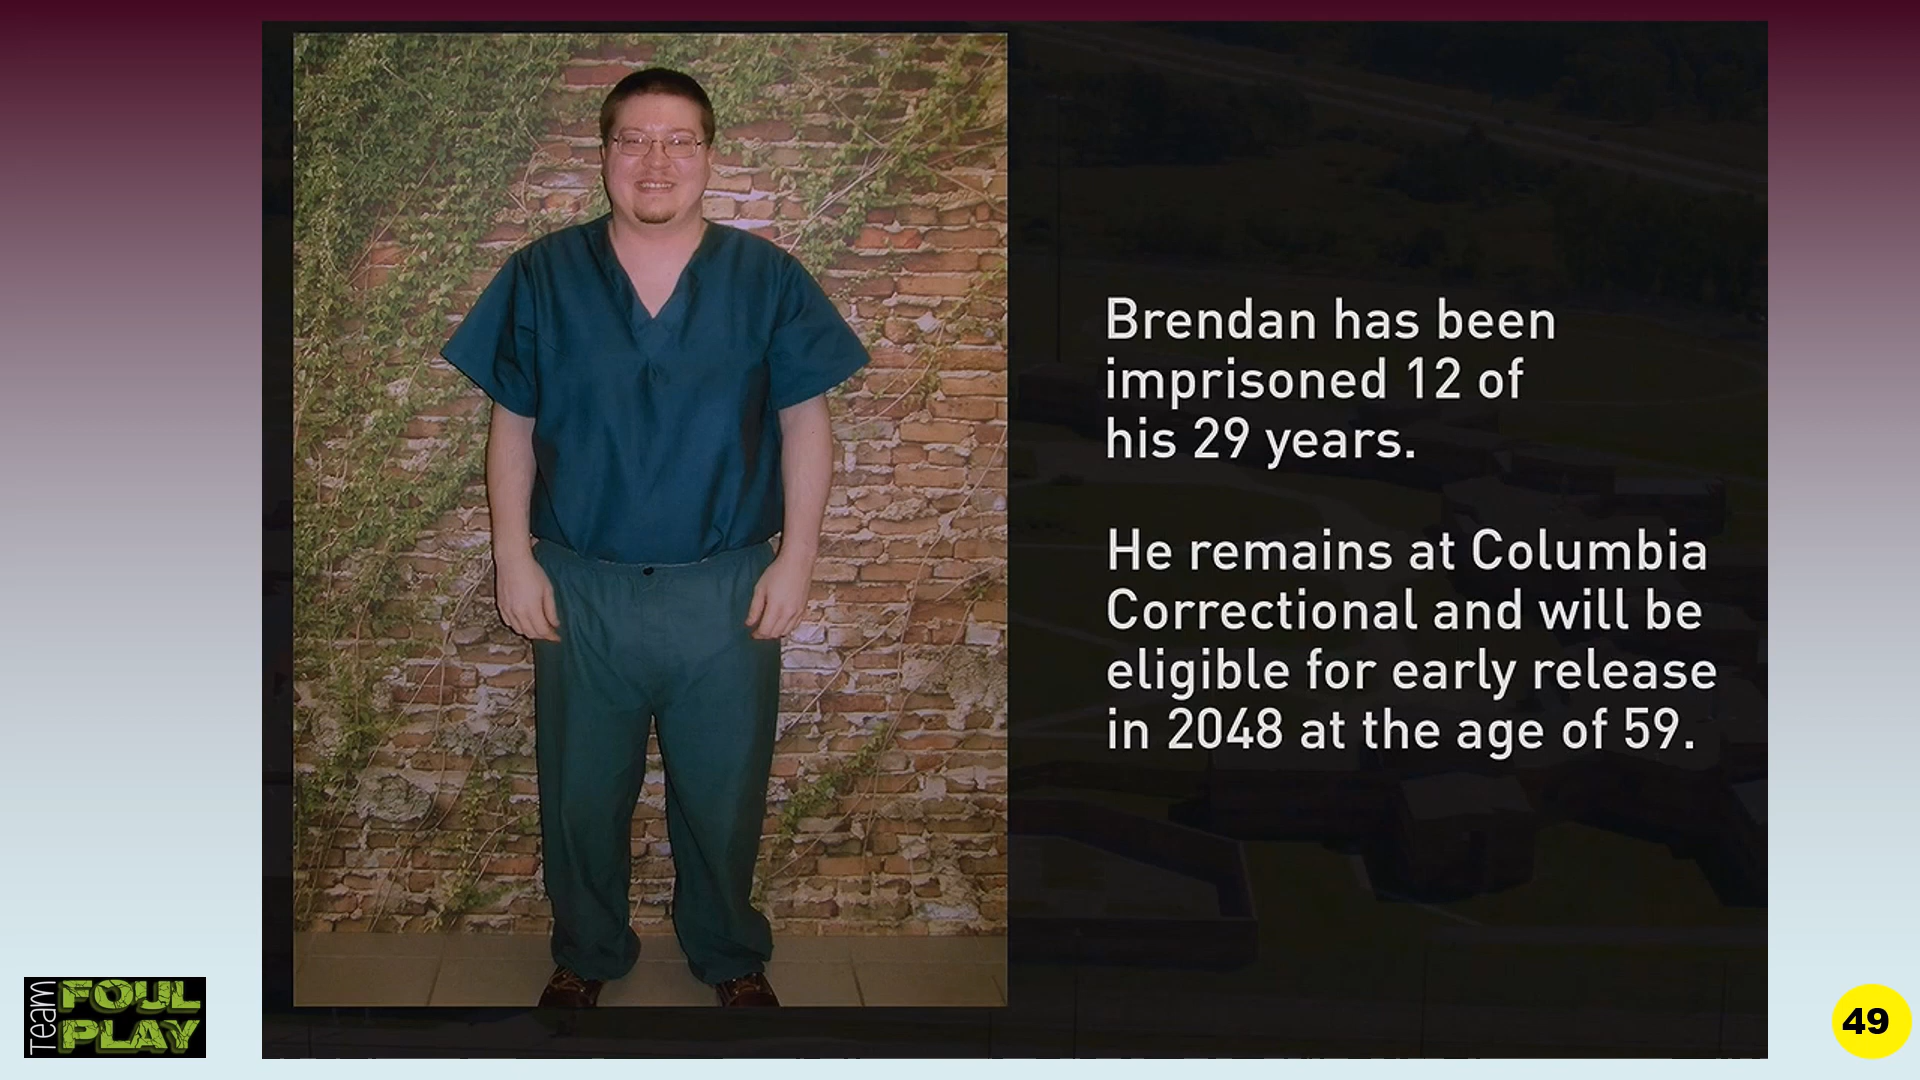 Brendan has been
imprisoned 12 of
his 29 years.
He remains at Columbia
Correctional and will be
eligible for early release
in 2048 at the age of 59.
Team
FOUL
PLAY
49